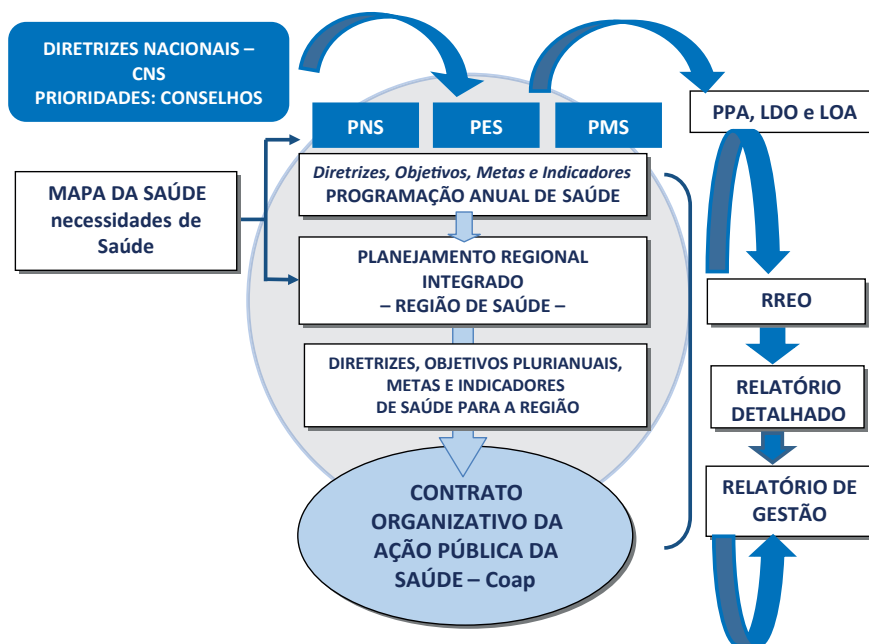 DIRETRIZES NACIONAIS –
CNS
PRIORIDADES: CONSELHOS
PNS
PES
PMS
PPA, LDO e LOA
Diretrizes, Objetivos, Metas e Indicadores
PROGRAMAÇÃO ANUAL DE SAÚDE
MAPA DA SAÚDE
necessidades de
Saúde
PLANEJAMENTO REGIONAL
INTEGRADO
– REGIÃO DE SAÚDE –
RREO
DIRETRIZES, OBJETIVOS PLURIANUAIS,
METAS E INDICADORES
DE SAÚDE PARA A REGIÃO
RELATÓRIO
DETALHADO
CONTRATO
ORGANIZATIVO DA
AÇÃO PÚBLICA DA
SAÚDE – Coap
RELATÓRIO DE
GESTÃO